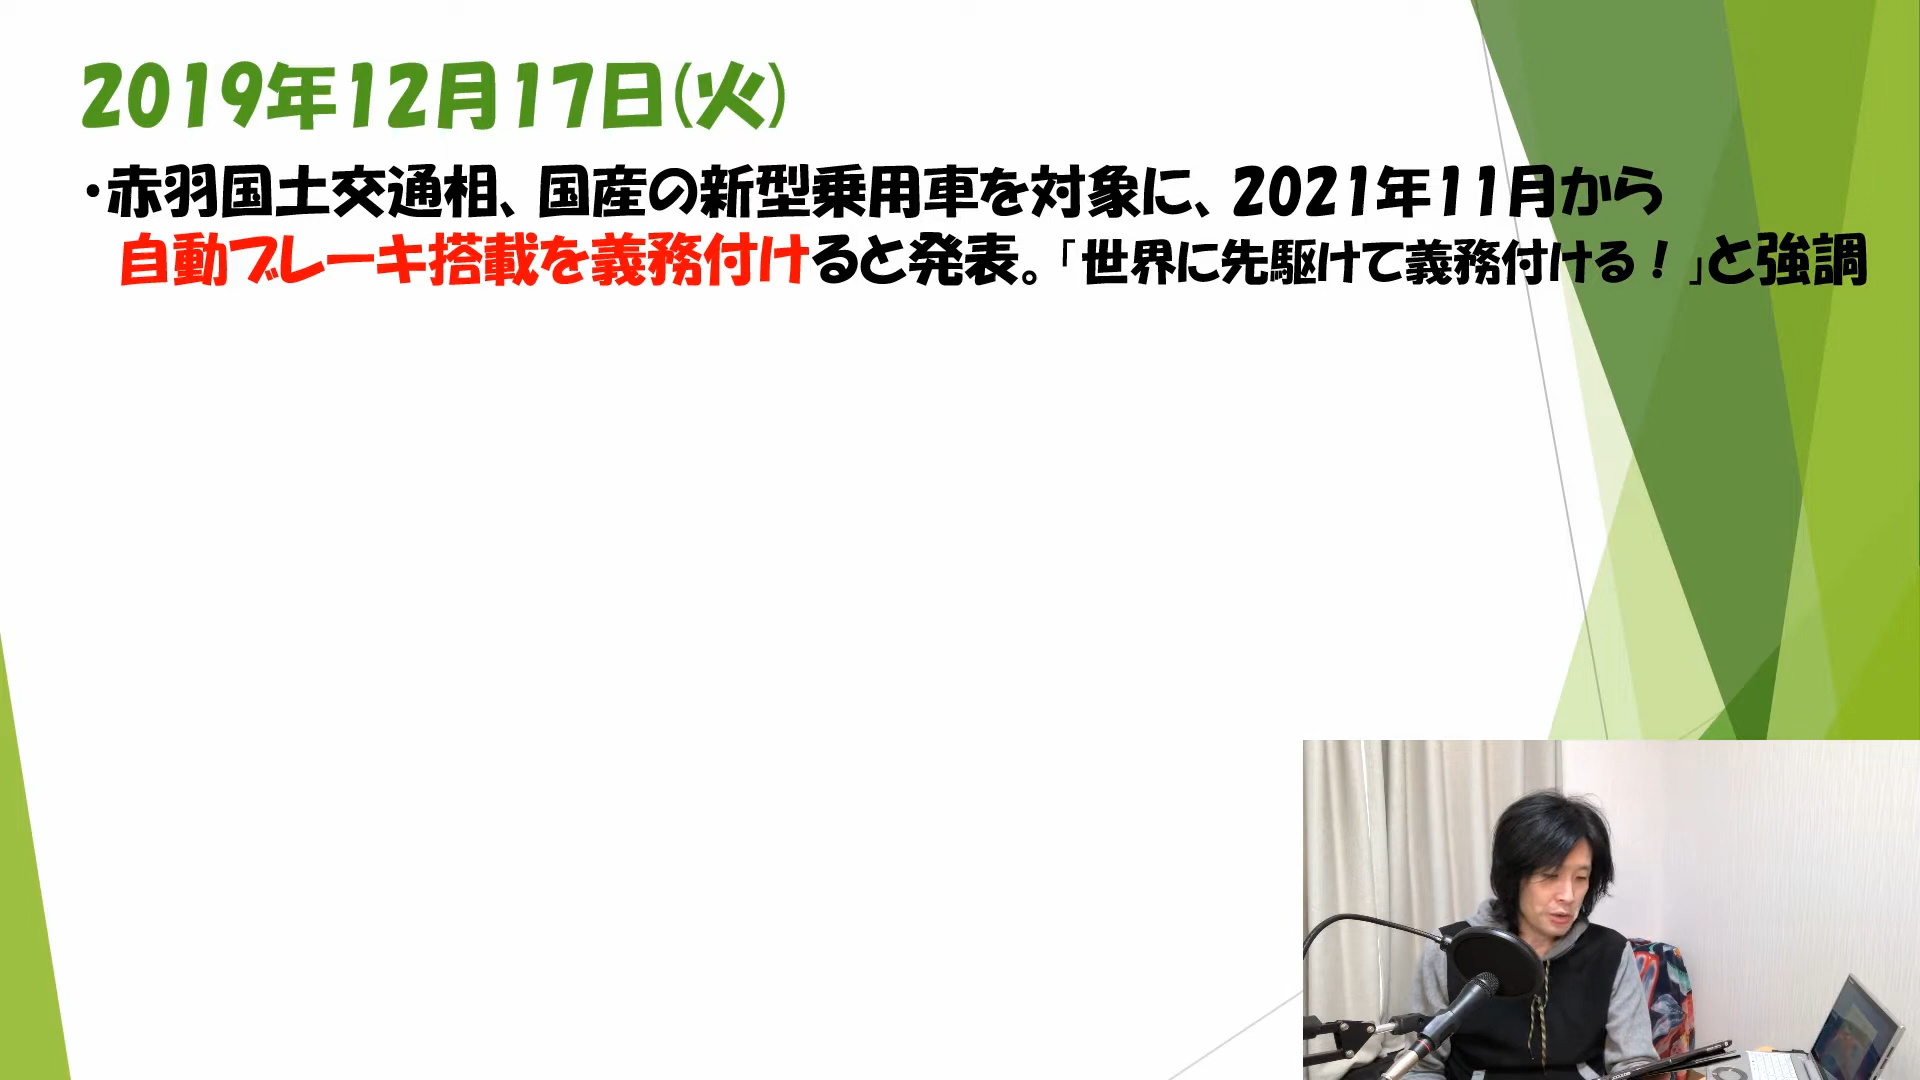 2019年12月17日(火)
・赤羽国土交通相、国産の新型乗用車を対象に、2021年11月から
自動ブレーキ搭載を義務付けると発表。「世界に先駆けて義務付ける！」と強調